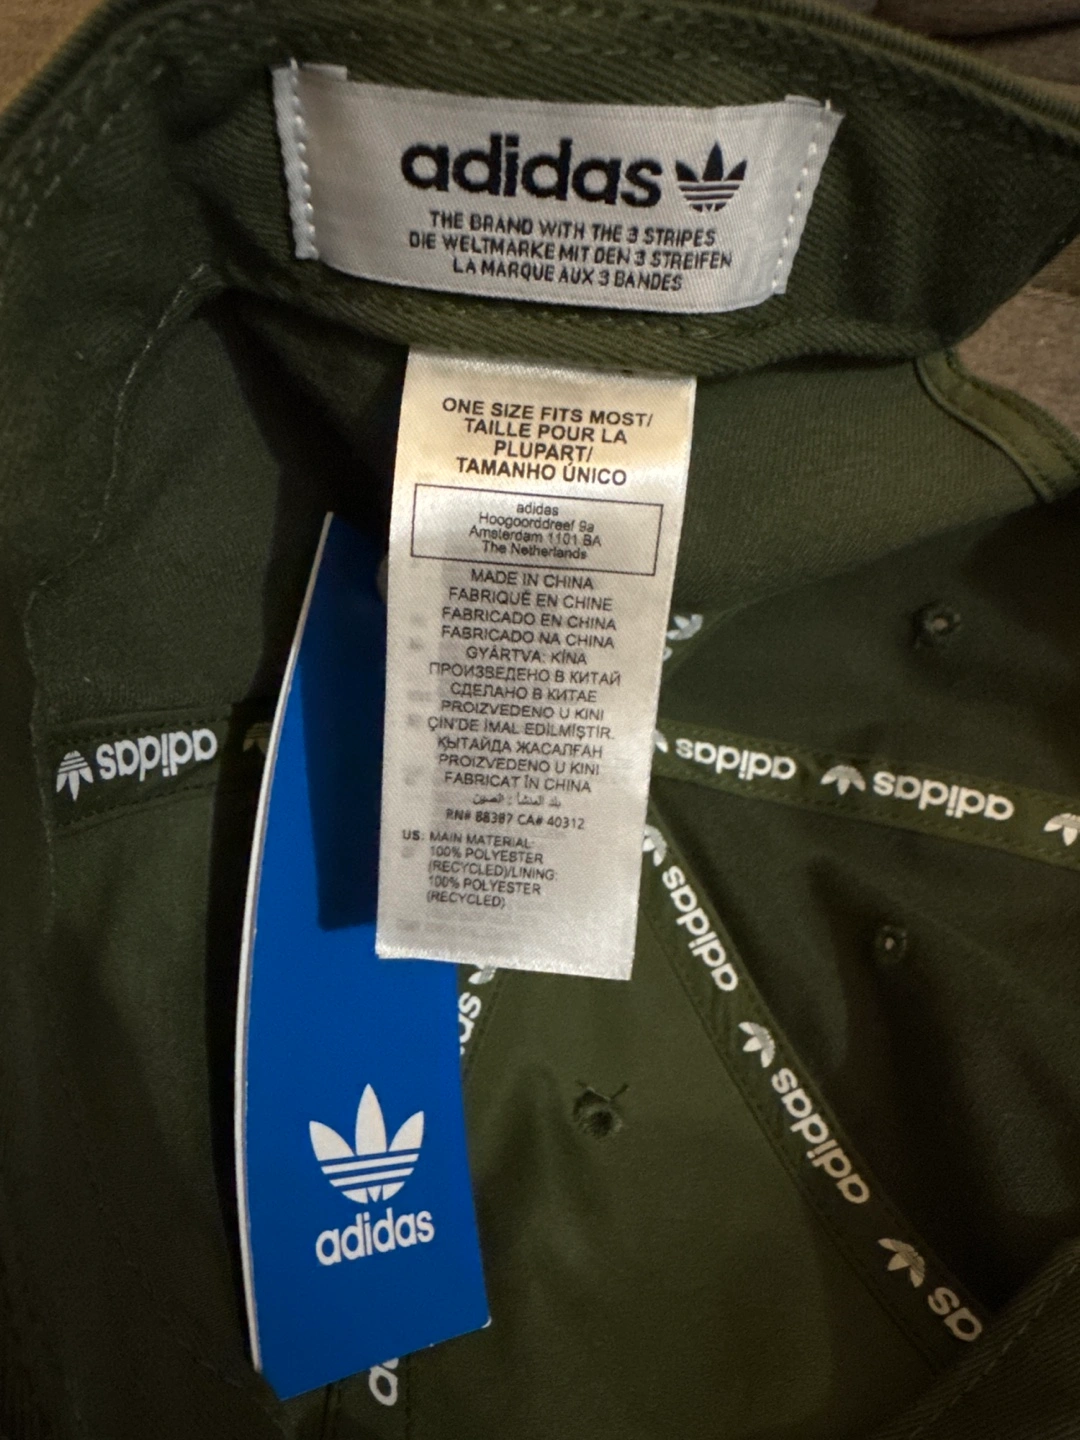 adidas
THE BRAND WITH THE 3 STRIPES
DIE WELTMARKE MIT DEN 3 STREIFEN
LA MARQUE AUX 3 BANDES
ONE SIZE FITS MOST/
TAILLE POUR LA
PLUPART/
TAMANHO ÚNICO
adidas
Hoogoorddreef 9a
Amsterdam 1101 BA
The Netherlands
MADE IN CHINA
FABRIQUÉ EN CHINE
FABRICADO EN CHINA
FABRICADO NA CHINA
GYÁRTVA: KÍNA
ПРОИЗВЕДЕНО В КИТАЙ
СДЕЛАНО В КИТАЕ
PROIZVEDENO U KINI
ÇİN'DE İMAL EDİLMİŞTİR.
ҚЫТАЙДА ЖАСАЛҒАН
PROIZVEDENO U KINI
FABRICAT ÎN CHINA
بلد المنشأ : الصين
RN# 88387 CA# 40312
US: MAIN MATERIAL:
100% POLYESTER
(RECYCLED)/LINING:
100% POLYESTER
(RECYCLED)
adidas
adidas
adidas
adidas
adidas
as
adidas